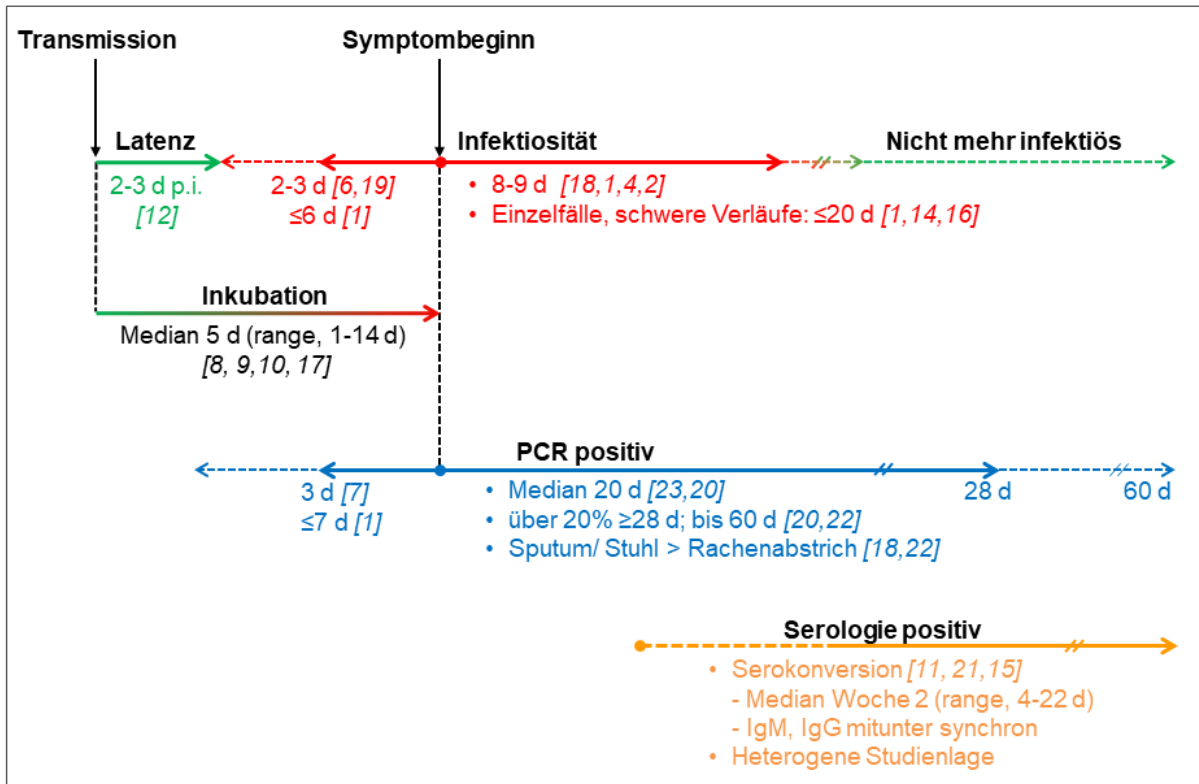 Transmission
Symptombeginn
Latenz
Infektiosität
Nicht mehr infektiös
2-3 d p.i.
[12]
2-3 d [6,19]
≤6 d [1]
• 8-9 d [18,1,4,2]
• Einzelfälle, schwere Verläufe: ≤20 d [1,14,16]
Inkubation
Median 5 d (range, 1-14 d)
[8, 9,10, 17]
PCR positiv
3 d [7]
≤7 d [1]
• Median 20 d [23,20]
• über 20% ≥28 d; bis 60 d [20,22]
• Sputum/ Stuhl > Rachenabstrich [18,22]
28 d
60 d
Serologie positiv
• Serokonversion [11, 21,15]
- Median Woche 2 (range, 4-22 d)
- IgM, IgG mitunter synchron
• Heterogene Studienlage